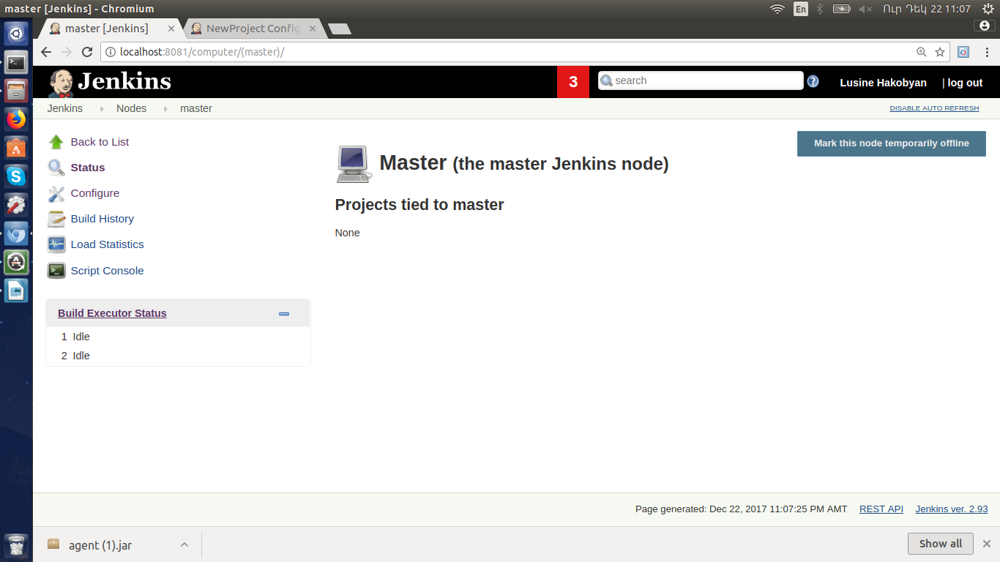 master [Jenkins] - Chromium
En
Ուր Դեկ 22 11:07
master [Jenkins]
NewProject Config
localhost:8081/computer/(master)/
Jenkins
3
search
Lusine Hakobyan
| log out
Jenkins
Nodes
master
DISABLE AUTO REFRESH
Back to List
Status
Configure
Build History
Load Statistics
Script Console
Build Executor Status
1 Idle
2 Idle
Mark this node temporarily offline
Master (the master Jenkins node)
Projects tied to master
None
Page generated: Dec 22, 2017 11:07:25 PM AMT
REST API
Jenkins ver. 2.93
agent (1).jar
Show all